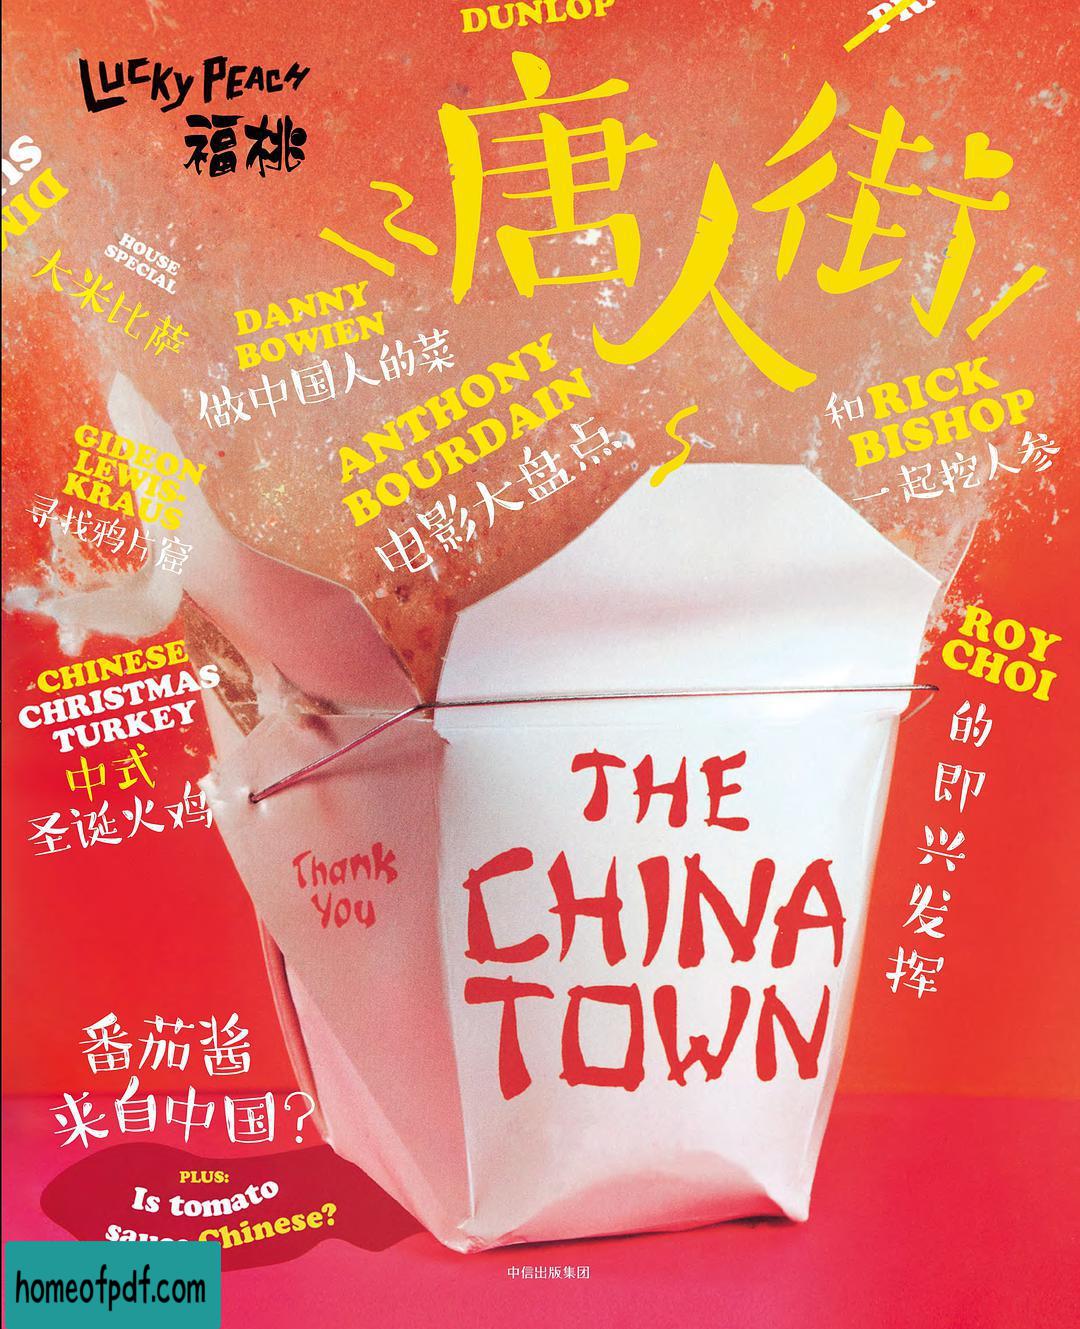 DUNLOP
LUCKY PEACH
福桃
唐人街
HOUSE
SPECIAL
大米比萨
DANNY
BOWIEN
做中国人的菜
ANTHONY
BOURDAIN
电影大盘点
和RICK
BISHOP
一起挖人参
GIDEON
LEWIS-
KRAUS
寻找鸦片窟
ROY
CHOI
的即兴发挥
CHINESE
CHRISTMAS
TURKEY
中式
圣诞火鸡
THE
CHINA
TOWN
Thank
You
番茄酱
来自中国?
PLUS:
Is tomato
sauce Chinese?
中信出版集团
homeofpdf.com